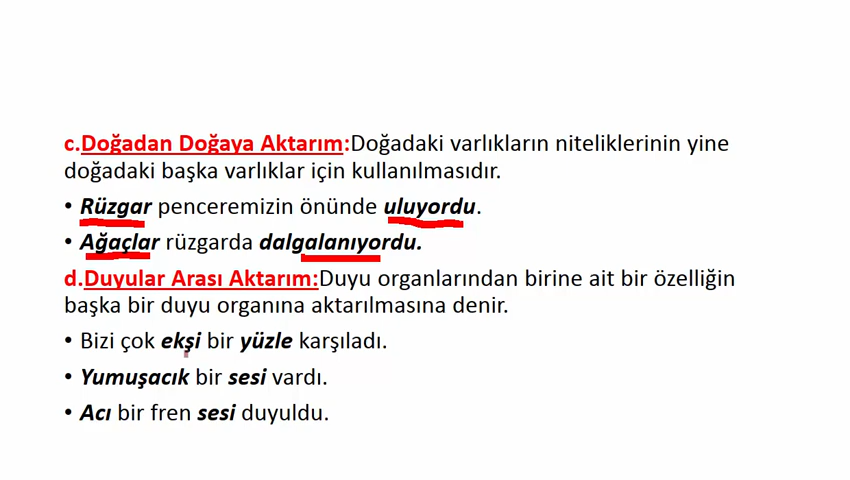 c.Doğadan Doğaya Aktarım:Doğadaki varlıkların niteliklerinin yine
doğadaki başka varlıklar için kullanılmasıdır.
• Rüzgar penceremizin önünde uluyordu.
• Ağaçlar rüzgarda dalgalanıyordu.
d.Duyular Arası Aktarım:Duyu organlarından birine ait bir özelliğin
başka bir duyu organına aktarılmasına denir.
• Bizi çok ekşi bir yüzle karşıladı.
• Yumuşacık bir sesi vardı.
• Acı bir fren sesi duyuldu.